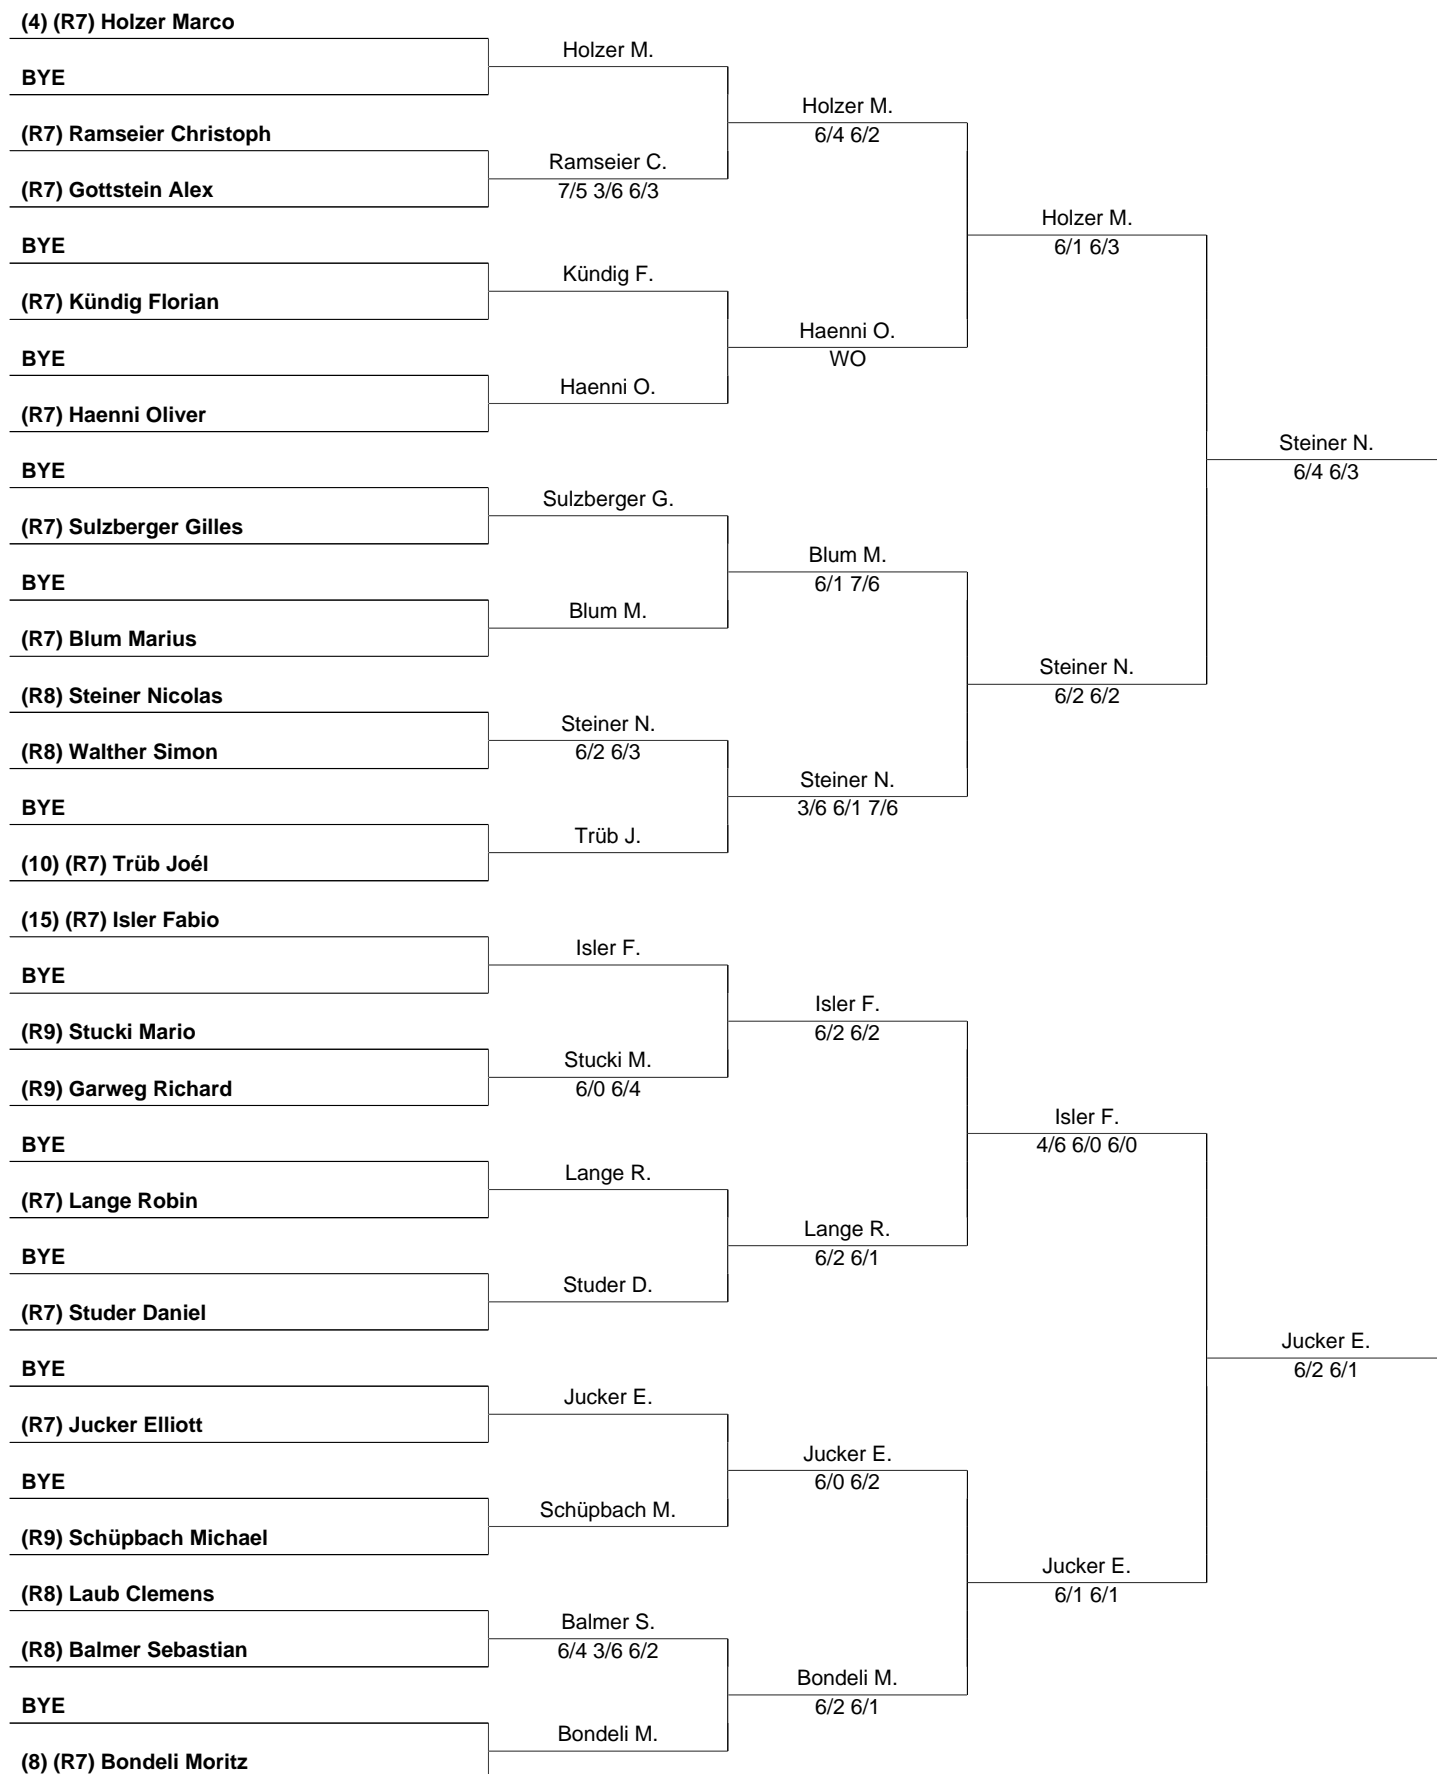 (4) (R7) Holzer Marco
Holzer M.
BYE
Holzer M.
6/4 6/2
(R7) Ramseier Christoph
Ramseier C.
7/5 3/6 6/3
(R7) Gottstein Alex
Holzer M.
6/1 6/3
BYE
Kündig F.
(R7) Kündig Florian
Haenni O.
WO
BYE
Haenni O.
(R7) Haenni Oliver
Steiner N.
6/4 6/3
BYE
Sulzberger G.
(R7) Sulzberger Gilles
Blum M.
6/1 7/6
BYE
Blum M.
(R7) Blum Marius
Steiner N.
6/2 6/2
(R8) Steiner Nicolas
Steiner N.
6/2 6/3
(R8) Walther Simon
Steiner N.
3/6 6/1 7/6
BYE
Trüb J.
(10) (R7) Trüb Joél
(15) (R7) Isler Fabio
Isler F.
BYE
Isler F.
6/2 6/2
(R9) Stucki Mario
Stucki M.
6/0 6/4
(R9) Garweg Richard
Isler F.
4/6 6/0 6/0
BYE
Lange R.
(R7) Lange Robin
Lange R.
6/2 6/1
BYE
Studer D.
(R7) Studer Daniel
Jucker E.
6/2 6/1
BYE
Jucker E.
(R7) Jucker Elliott
Jucker E.
6/0 6/2
BYE
Schüpbach M.
(R9) Schüpbach Michael
Jucker E.
6/1 6/1
(R8) Laub Clemens
Balmer S.
6/4 3/6 6/2
(R8) Balmer Sebastian
Bondeli M.
6/2 6/1
BYE
Bondeli M.
(8) (R7) Bondeli Moritz